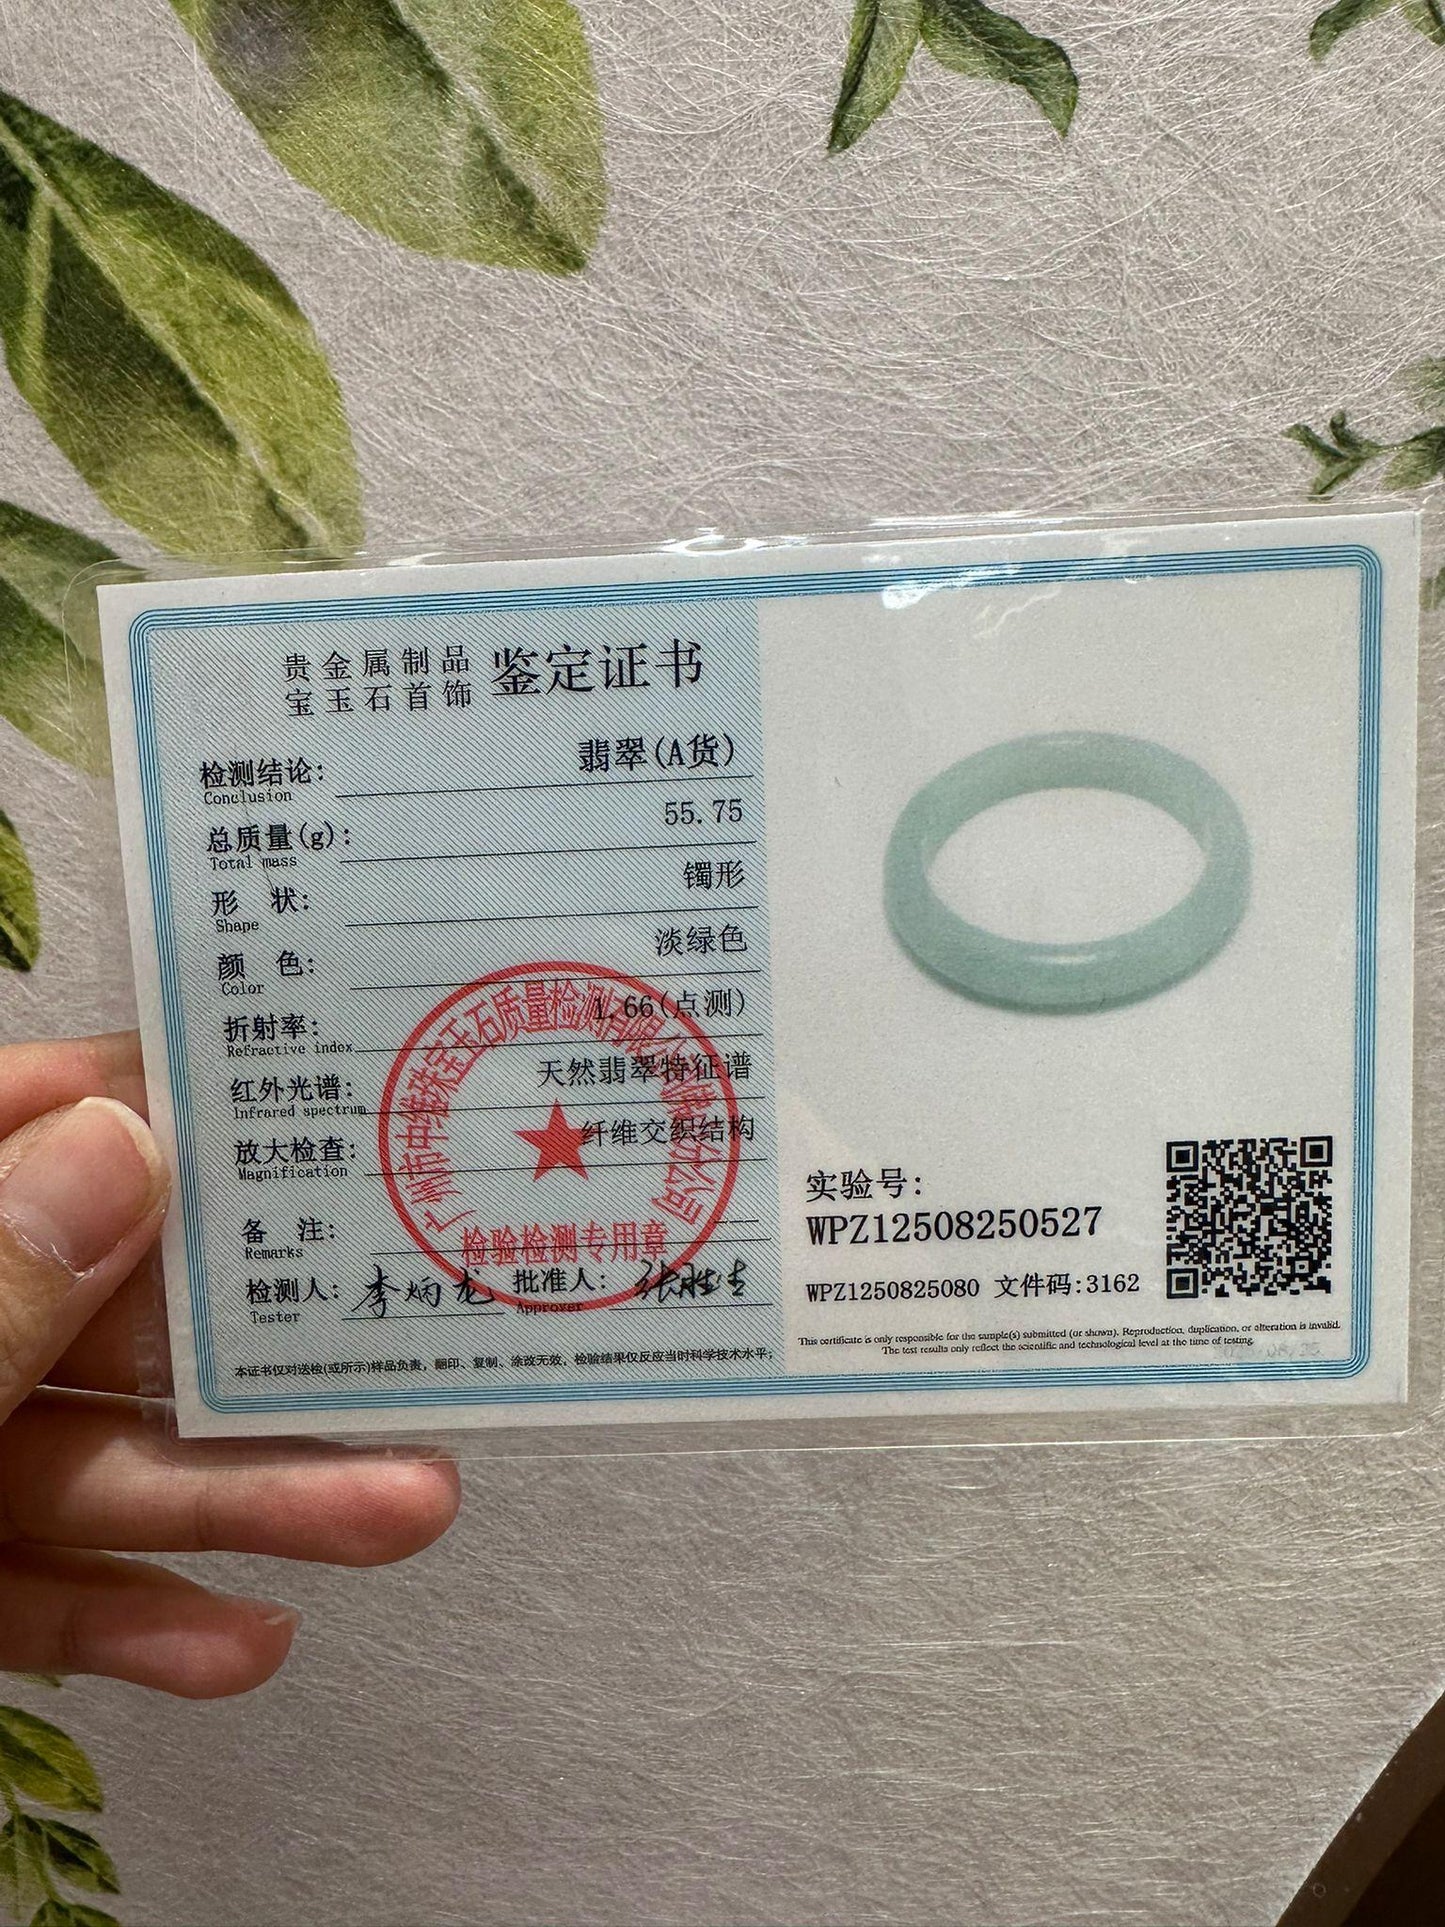 贵金属制品
宝玉石首饰
鉴定证书
检测结论: 翡翠(A货)
Conclusion
总质量(g): 55.75
Total mass
形 状: 镯形
Shape
颜 色: 淡绿色
Color
折射率: 1.66(点测)
Refractive index
红外光谱: 天然翡翠特征谱
Infrared spectrum
放大检查: 纤维交织结构
Magnification
备 注: ---
Remarks
检测人: 李炳龙 批准人:
Tester Approver
本证书仅对送检(或所示)样品负责，翻印、复制、涂改无效，检验结果仅反应当时科学技术水平;
检验检测专用章
实验号:
WPZ12508250527
WPZ1250825080 文件码:3162
This certificate is only responsible for the sample(s) submitted (or shown). Reproduction, duplication, or alteration is invalid.
The test results only reflect the scientific and technological level at the time of testing.